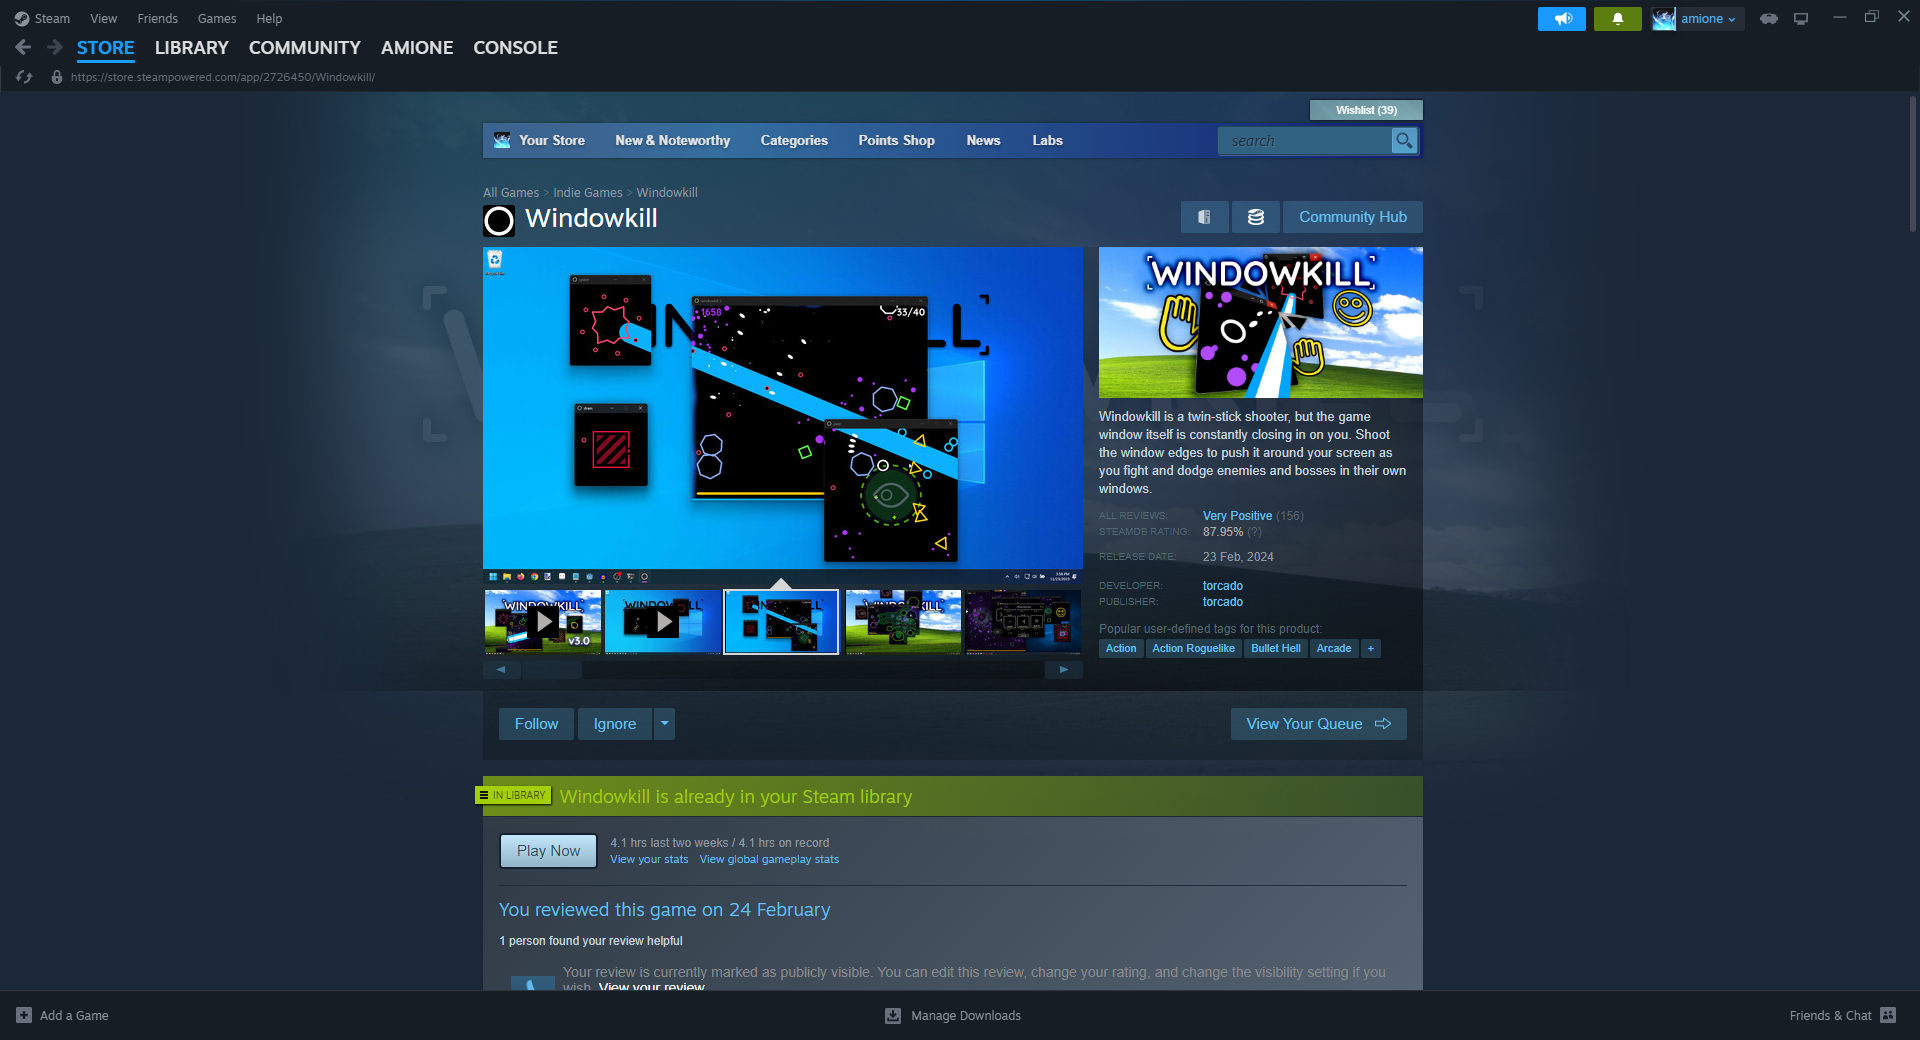 Steam View Friends Games Help
amione
STORE LIBRARY COMMUNITY AMIONE CONSOLE
https://store.steampowered.com/app/2726450/Windowkill/
Wishlist (39)
Your Store New & Noteworthy Categories Points Shop News Labs
search
All Games > Indie Games > Windowkill
Windowkill
Community Hub
1658
33/40
WINDOWKILL
Windowkill is a twin-stick shooter, but the game
window itself is constantly closing in on you. Shoot
the window edges to push it around your screen as
you fight and dodge enemies and bosses in their own
windows.
ALL REVIEWS: Very Positive (156)
STEAMDB RATING: 87.95% (?)
RELEASE DATE: 23 Feb, 2024
DEVELOPER: torcado
PUBLISHER: torcado
Popular user-defined tags for this product:
Action Action Roguelike Bullet Hell Arcade +
WINDOWKILL
v3.0
Follow Ignore
View Your Queue
IN LIBRARY
Windowkill is already in your Steam library
Play Now
4.1 hrs last two weeks / 4.1 hrs on record
View your stats View global gameplay stats
You reviewed this game on 24 February
1 person found your review helpful
Your review is currently marked as publicly visible. You can edit this review, change your rating, and change the visibility setting if you
wish. View your review
Add a Game
Manage Downloads
Friends & Chat